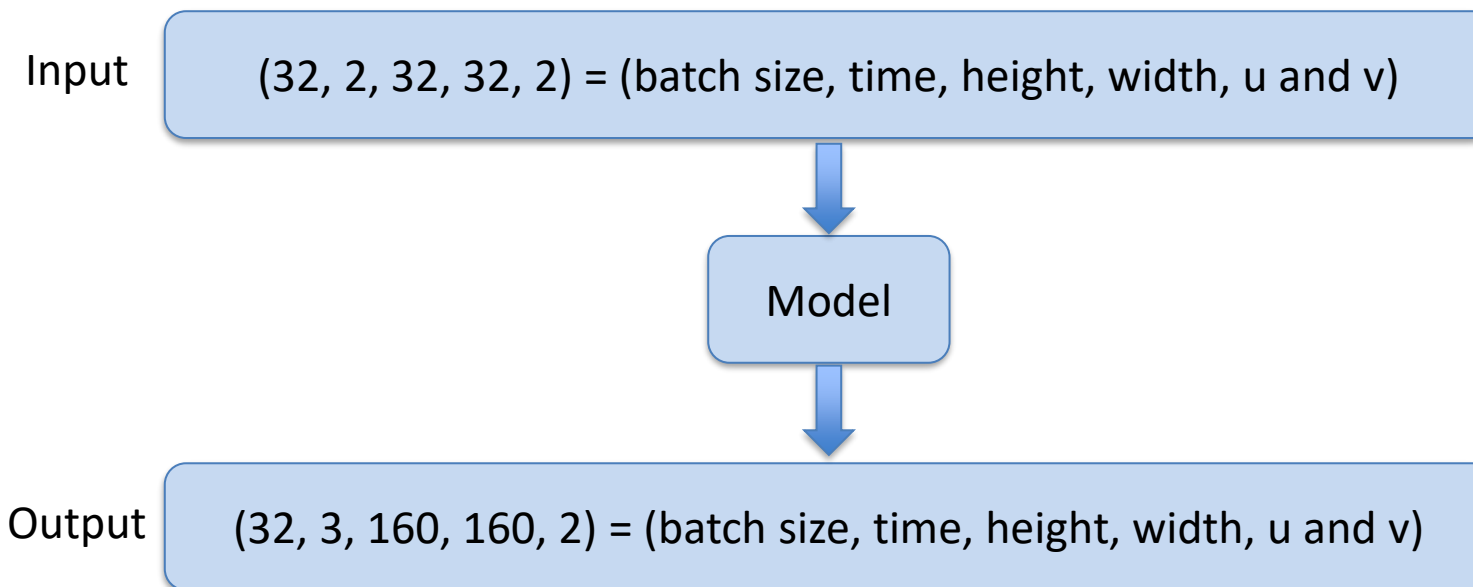 Input
(32, 2, 32, 32, 2) = (batch size, time, height, width, u and v)
Model
Output
(32, 3, 160, 160, 2) = (batch size, time, height, width, u and v)